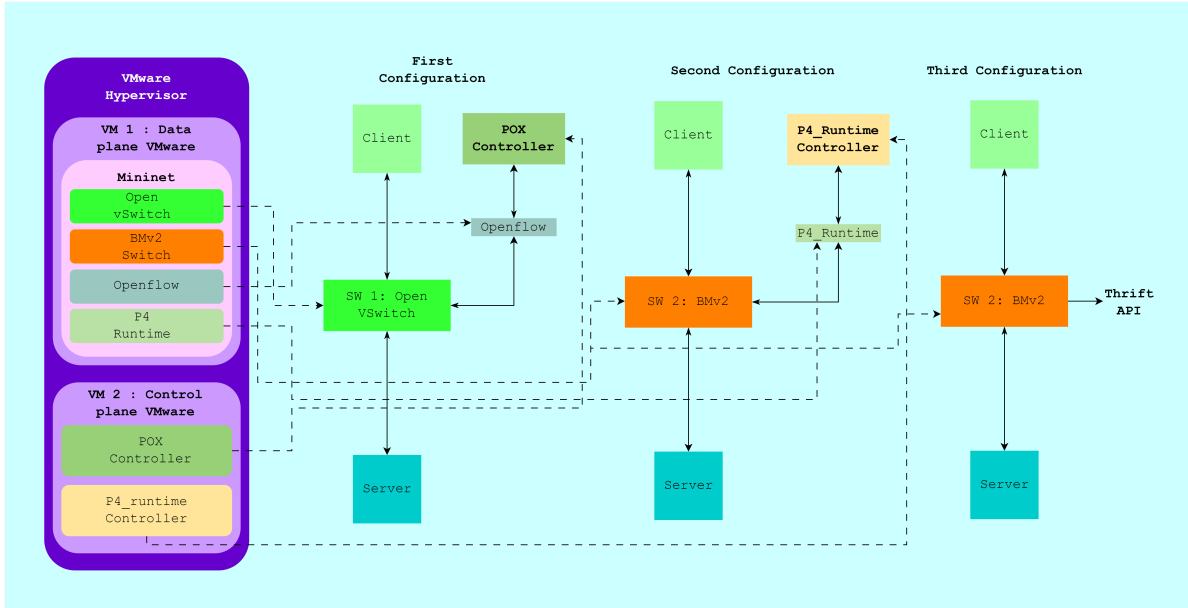 VMware
Hypervisor
VM 1 : Data
plane VMware
Mininet
Open
vSwitch
BMv2
Switch
Openflow
P4
Runtime
VM 2 : Control
plane VMware
POX
Controller
P4_runtime
Controller
First
Configuration
Client
POX
Controller
Openflow
SW 1: Open
VSwitch
Server
Second Configuration
Client
P4_Runtime
Controller
P4_Runtime
SW 2: BMv2
Server
Third Configuration
Client
SW 2: BMv2
Thrift
API
Server